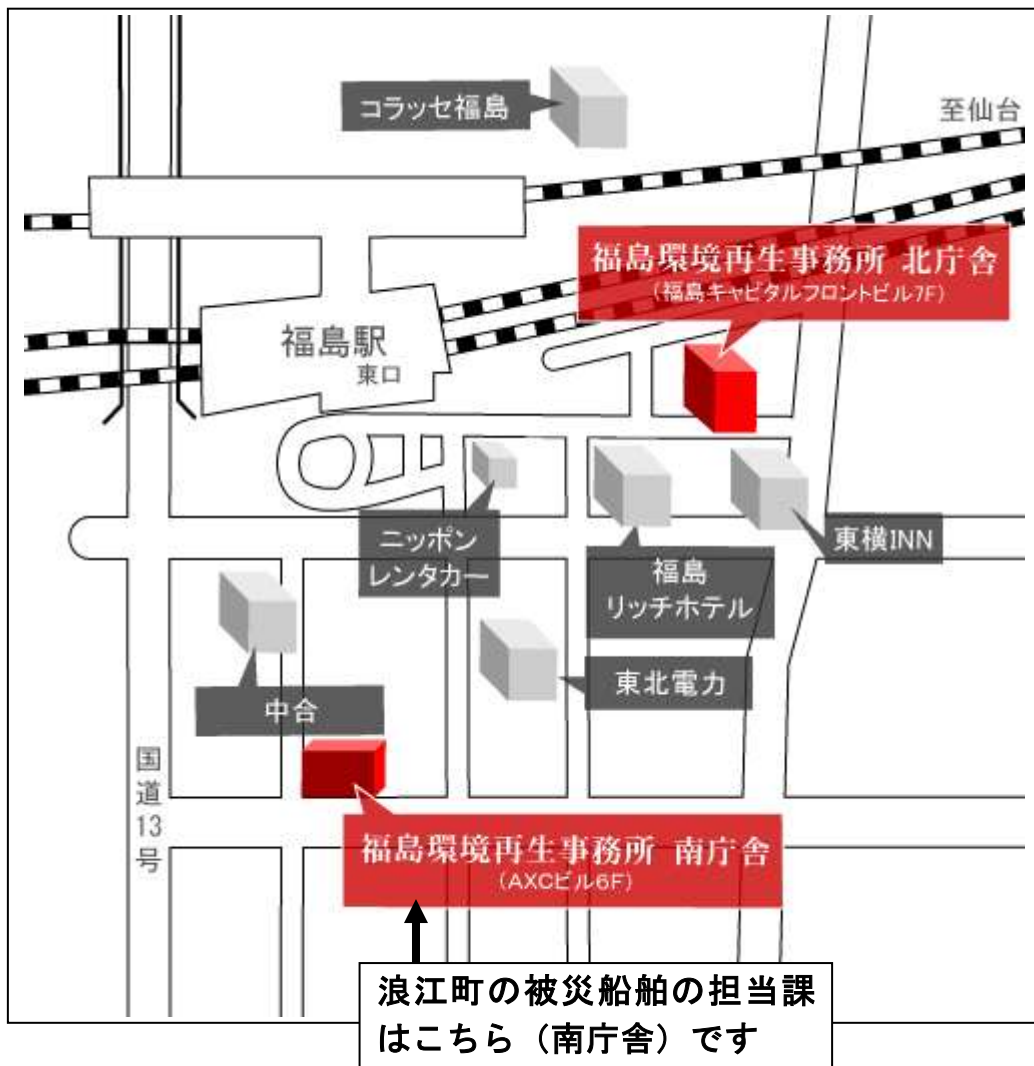 コラッセ福島
至仙台
福島環境再生事務所 北庁舎
(福島キャピタルフロントビル7F)
福島駅
東口
ニッポン
レンタカー
福島
リッチホテル
東横INN
中合
東北電力
国道13号
福島環境再生事務所 南庁舎
(AXCビル6F)
浪江町の被災船舶の担当課
はこちら（南庁舎）です